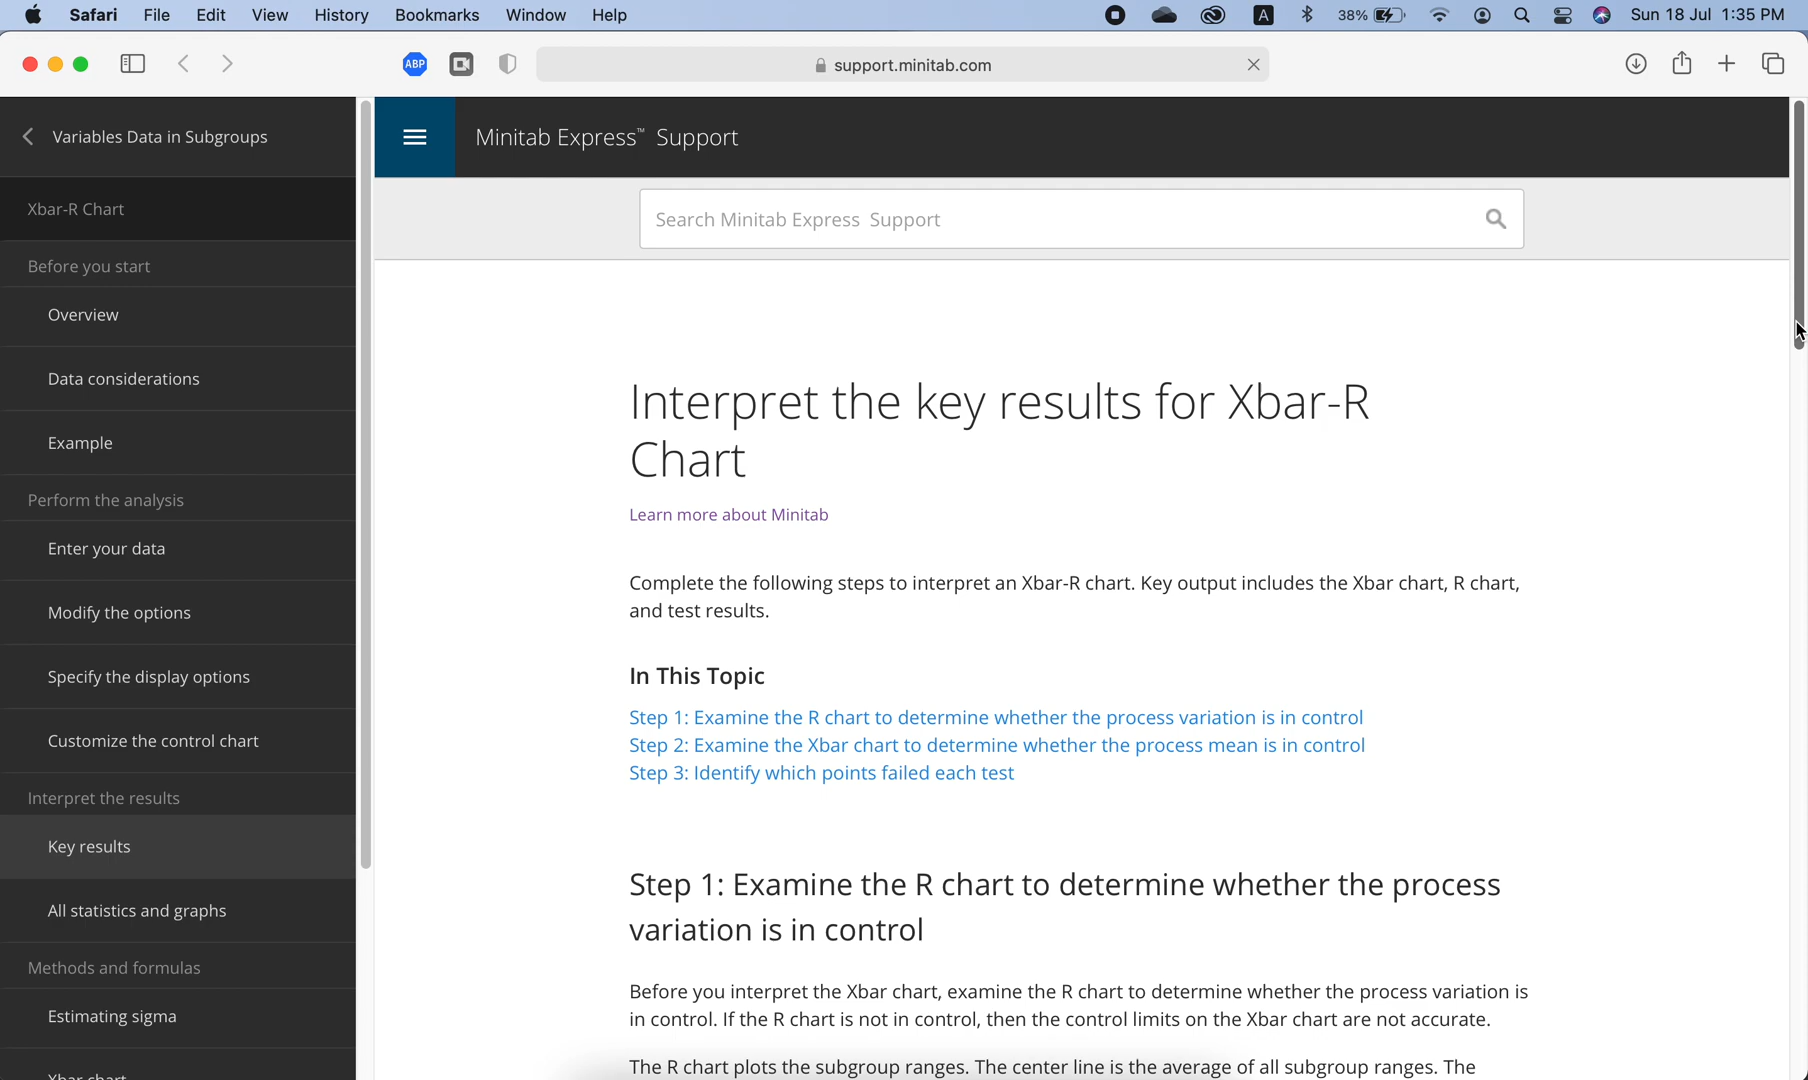 Safari File Edit View History Bookmarks Window Help A 38% Sun 18 Jul 1:35 PM
ABP support.minitab.com
Variables Data in Subgroups
Xbar-R Chart
Before you start
Overview
Data considerations
Example
Perform the analysis
Enter your data
Modify the options
Specify the display options
Customize the control chart
Interpret the results
Key results
All statistics and graphs
Methods and formulas
Estimating sigma
Xbar chart
Minitab Express™ Support
Search Minitab Express Support
Interpret the key results for Xbar-R
Chart
Learn more about Minitab
Complete the following steps to interpret an Xbar-R chart. Key output includes the Xbar chart, R chart,
and test results.
In This Topic
Step 1: Examine the R chart to determine whether the process variation is in control
Step 2: Examine the Xbar chart to determine whether the process mean is in control
Step 3: Identify which points failed each test
Step 1: Examine the R chart to determine whether the process
variation is in control
Before you interpret the Xbar chart, examine the R chart to determine whether the process variation is
in control. If the R chart is not in control, then the control limits on the Xbar chart are not accurate.
The R chart plots the subgroup ranges. The center line is the average of all subgroup ranges. The